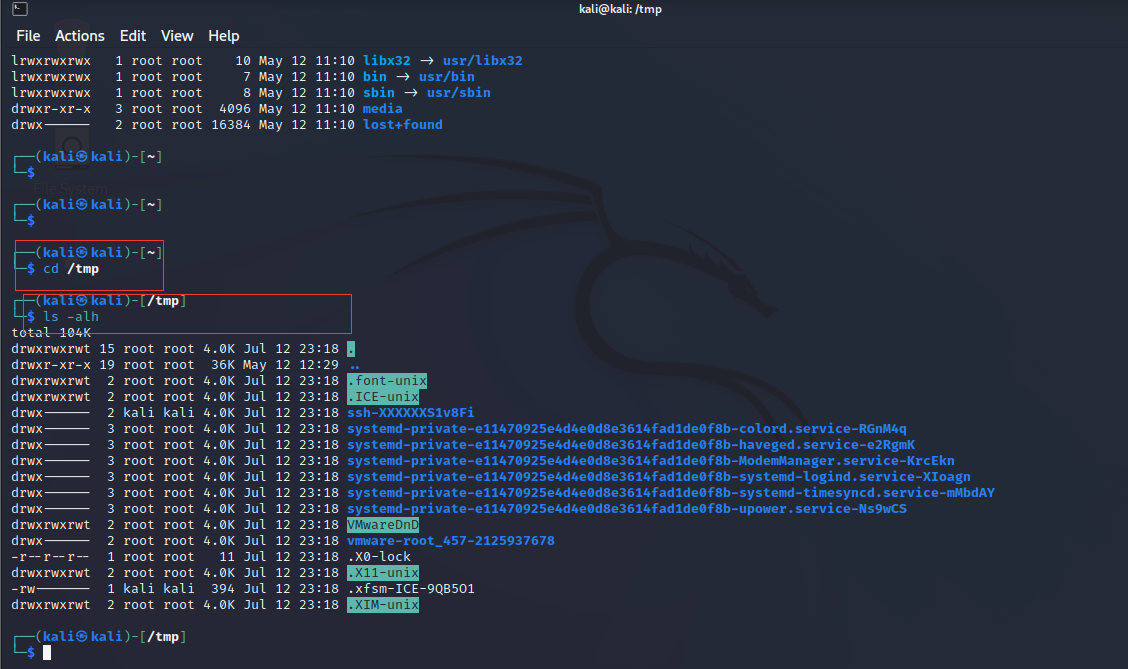 kali@kali: /tmp
File Actions Edit View Help
lrwxrwxrwx   1 root root    10 May 12 11:10 libx32 → usr/libx32
lrwxrwxrwx   1 root root     7 May 12 11:10 bin → usr/bin
lrwxrwxrwx   1 root root     8 May 12 11:10 sbin → usr/sbin
drwxr-xr-x   3 root root  4096 May 12 11:10 media
drwx------   2 root root 16384 May 12 11:10 lost+found
┌──(kali㉿kali)-[~]
└─$
File System
┌──(kali㉿kali)-[~]
└─$
┌──(kali㉿kali)-[~]
└─$ cd /tmp
┌──(kali㉿kali)-[/tmp]
└─$ ls -alh
total 104K
drwxrwxrwt 15 root root 4.0K Jul 12 23:18 .
drwxr-xr-x 19 root root  36K May 12 12:29 ..
drwxrwxrwt  2 root root 4.0K Jul 12 23:18 .font-unix
drwxrwxrwt  2 root root 4.0K Jul 12 23:18 .ICE-unix
drwx------  2 kali kali 4.0K Jul 12 23:18 ssh-XXXXXXS1v8Fi
drwx------  3 root root 4.0K Jul 12 23:18 systemd-private-e11470925e4d4e0d8e3614fad1de0f8b-colord.service-RGnM4q
drwx------  3 root root 4.0K Jul 12 23:18 systemd-private-e11470925e4d4e0d8e3614fad1de0f8b-haveged.service-e2RgmK
drwx------  3 root root 4.0K Jul 12 23:18 systemd-private-e11470925e4d4e0d8e3614fad1de0f8b-ModemManager.service-KrcEkn
drwx------  3 root root 4.0K Jul 12 23:18 systemd-private-e11470925e4d4e0d8e3614fad1de0f8b-systemd-logind.service-XIoagn
drwx------  3 root root 4.0K Jul 12 23:18 systemd-private-e11470925e4d4e0d8e3614fad1de0f8b-systemd-timesyncd.service-mMbdAY
drwx------  3 root root 4.0K Jul 12 23:18 systemd-private-e11470925e4d4e0d8e3614fad1de0f8b-upower.service-Ns9wCS
drwxrwxrwt  2 root root 4.0K Jul 12 23:18 VMwareDnD
drwx------  2 root root 4.0K Jul 12 23:18 vmware-root_457-2125937678
-r--r--r--  1 root root   11 Jul 12 23:18 .X0-lock
drwxrwxrwt  2 root root 4.0K Jul 12 23:18 .X11-unix
-rw-------  1 kali kali  394 Jul 12 23:18 .xfsm-ICE-9QB5O1
drwxrwxrwt  2 root root 4.0K Jul 12 23:18 .XIM-unix
┌──(kali㉿kali)-[/tmp]
└─$